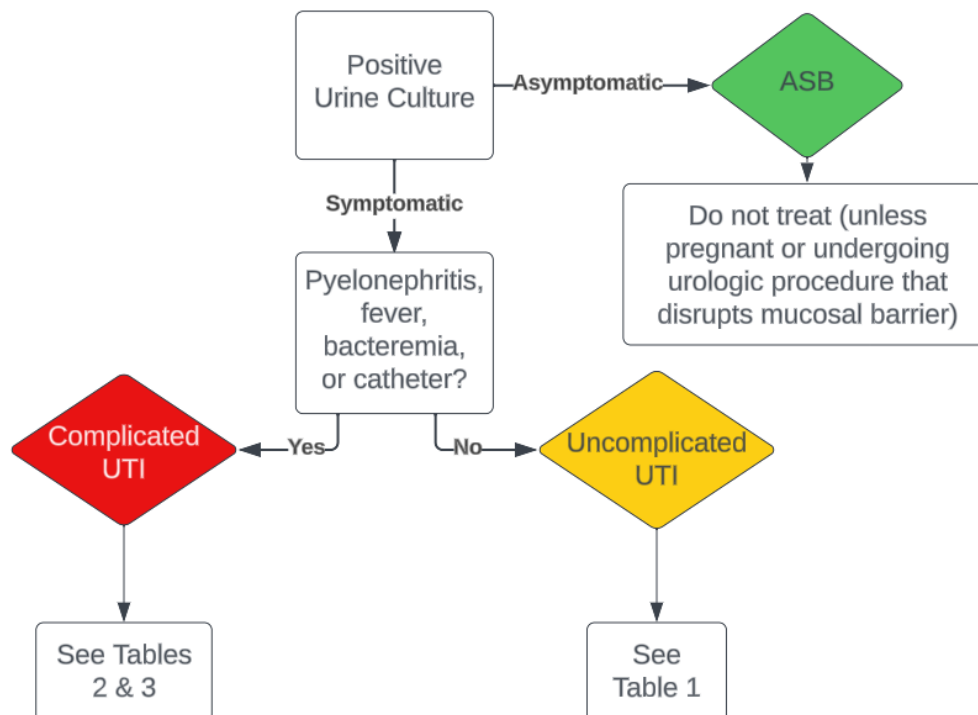 Positive
Urine Culture
Asymptomatic
ASB
Symptomatic
Do not treat (unless
pregnant or undergoing
urologic procedure that
disrupts mucosal barrier)
Pyelonephritis,
fever,
bacteremia,
or catheter?
Complicated
UTI
Yes
No
Uncomplicated
UTI
See Tables
2 & 3
See
Table 1